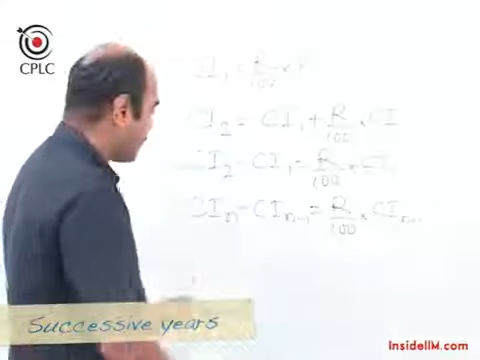 CPLC
CI₂ = CI₁ + R/100 × CI
CI₂ - CI₁ = R/100 × CI
CIₙ - CIₙ₋₁ = R/100 × CIₙ₋₁
Successive years
InsideIIM.com